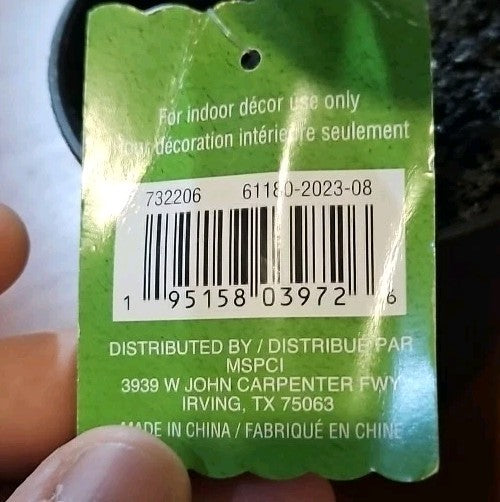 For indoor décor use only
Pour décoration intérieure seulement
732206 61180-2023-08
1 95158 03972 6
DISTRIBUTED BY / DISTRIBUÉ PAR
MSPCI
3939 W JOHN CARPENTER FWY
IRVING, TX 75063
MADE IN CHINA / FABRIQUÉ EN CHINE